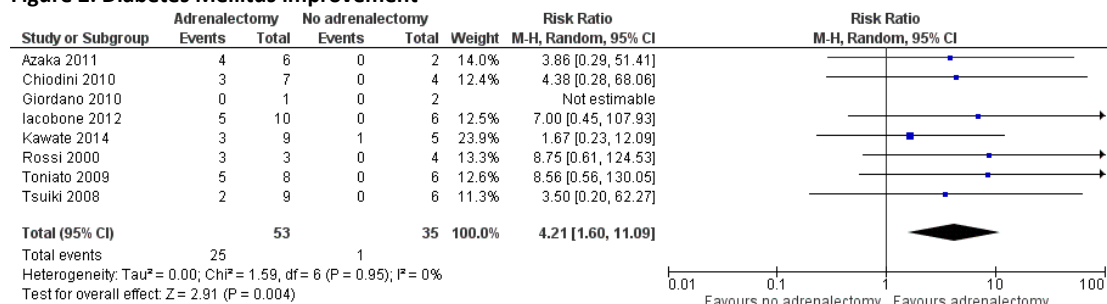 Figure 2. Diabetes Mellitus Improvement
Adrenalectomy No adrenalectomy Risk Ratio Risk Ratio
Study or Subgroup Events Total Events Total Weight M-H, Random, 95% CI M-H, Random, 95% CI
Azaka 2011 4 6 0 2 14.0% 3.86 [0.29, 51.41]
Chiodini 2010 3 7 0 4 12.4% 4.38 [0.28, 68.06]
Giordano 2010 0 1 0 2 Not estimable
Iacobone 2012 5 10 0 6 12.5% 7.00 [0.45, 107.93]
Kawate 2014 3 9 1 5 23.9% 1.67 [0.23, 12.09]
Rossi 2000 3 3 0 4 13.3% 8.75 [0.61, 124.53]
Toniato 2009 5 8 0 6 12.6% 8.56 [0.56, 130.05]
Tsuiki 2008 2 9 0 6 11.3% 3.50 [0.20, 62.27]
Total (95% CI) 53 35 100.0% 4.21 [1.60, 11.09]
Total events 25 1
Heterogeneity: Tau² = 0.00; Chi² = 1.59, df = 6 (P = 0.95); I² = 0%
Test for overall effect: Z = 2.91 (P = 0.004)
0.01 0.1 1 10 100
Favours no adrenalectomy Favours adrenalectomy